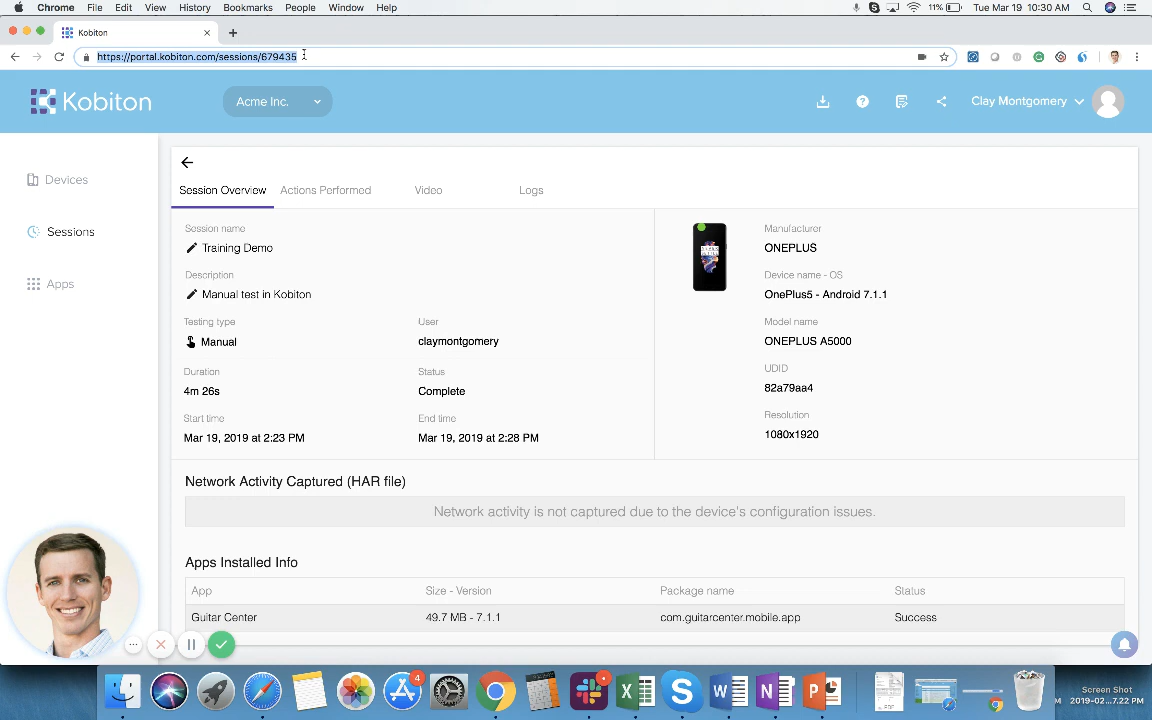 Chrome File Edit View History Bookmarks People Window Help 11% Tue Mar 19 10:30 AM
Kobiton
https://portal.kobiton.com/sessions/679435
Kobiton Acme Inc. Clay Montgomery
Devices
Sessions
Apps
Session Overview Actions Performed Video Logs
Session name
Training Demo
Description
Manual test in Kobiton
Testing type User
Manual claymontgomery
Duration Status
4m 26s Complete
Start time End time
Mar 19, 2019 at 2:23 PM Mar 19, 2019 at 2:28 PM
Manufacturer
ONEPLUS
Device name - OS
OnePlus5 - Android 7.1.1
Model name
ONEPLUS A5000
UDID
82a79aa4
Resolution
1080x1920
Network Activity Captured (HAR file)
Network activity is not captured due to the device's configuration issues.
Apps Installed Info
App Size - Version Package name Status
Guitar Center 49.7 MB - 7.1.1 com.guitarcenter.mobile.app Success
4
Screen Shot
2019-02...7.22 PM